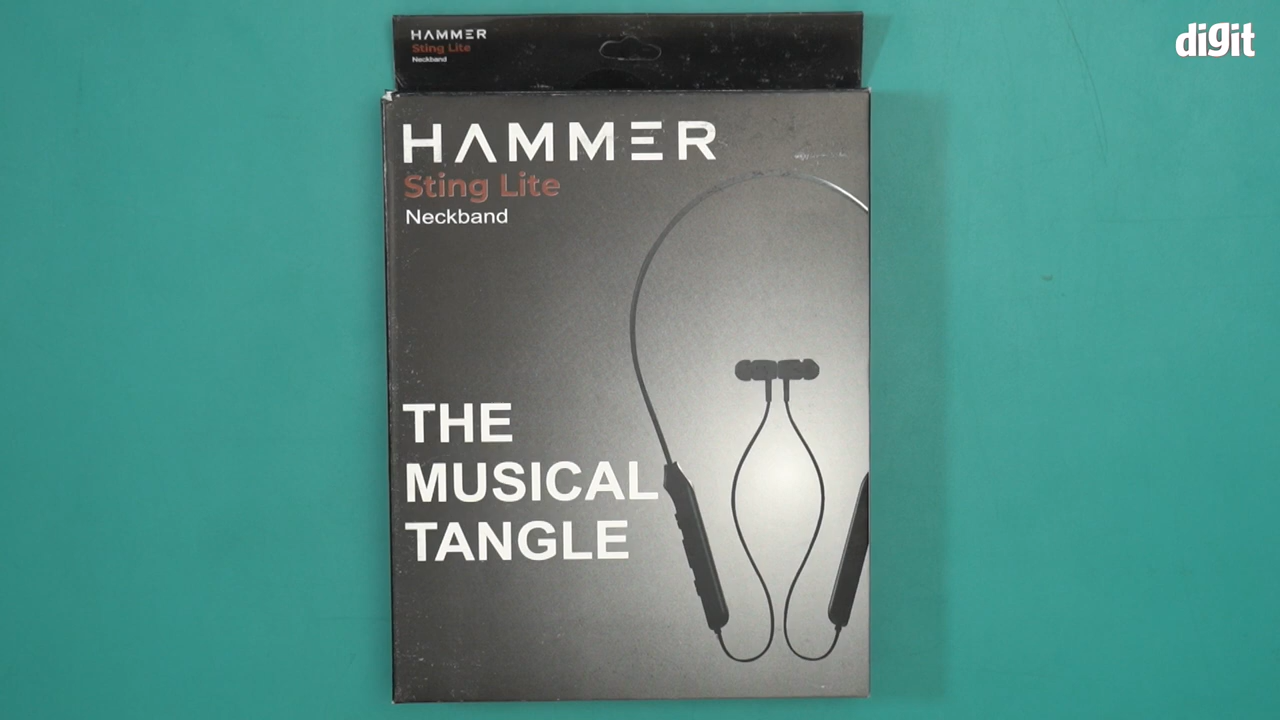 HAMMER
Sting Lite
Neckband
digit
HAMMER
Sting Lite
Neckband
THE
MUSICAL
TANGLE